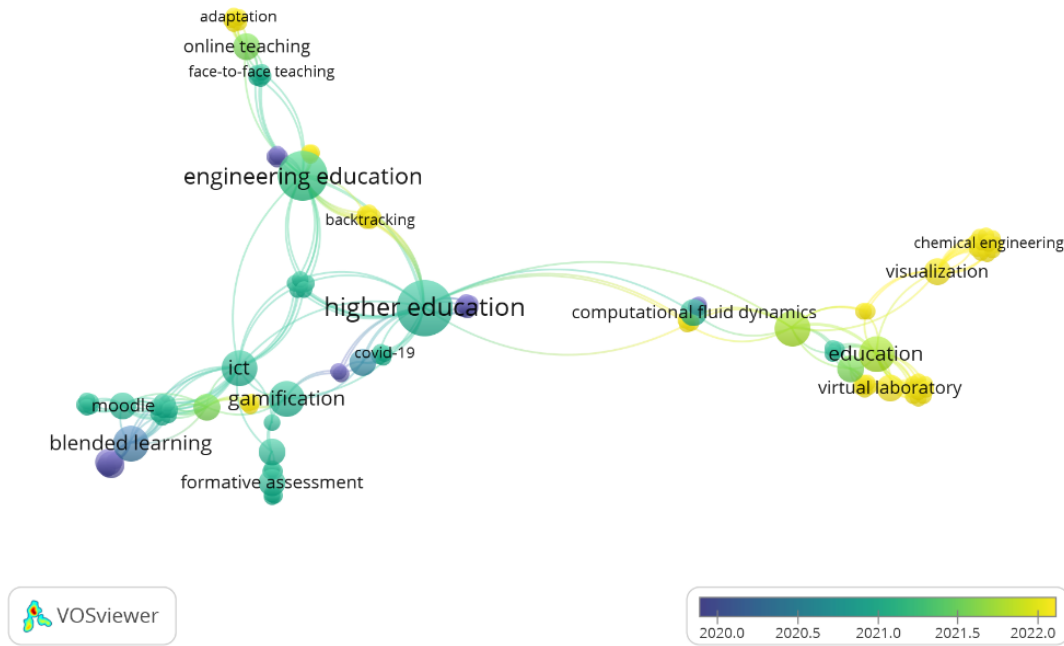 adaptation
online teaching
face-to-face teaching
engineering education
backtracking
chemical engineering
visualization
higher education
computational fluid dynamics
covid-19
education
ict
virtual laboratory
gamification
moodle
blended learning
formative assessment
VOSviewer
2020.0 2020.5 2021.0 2021.5 2022.0